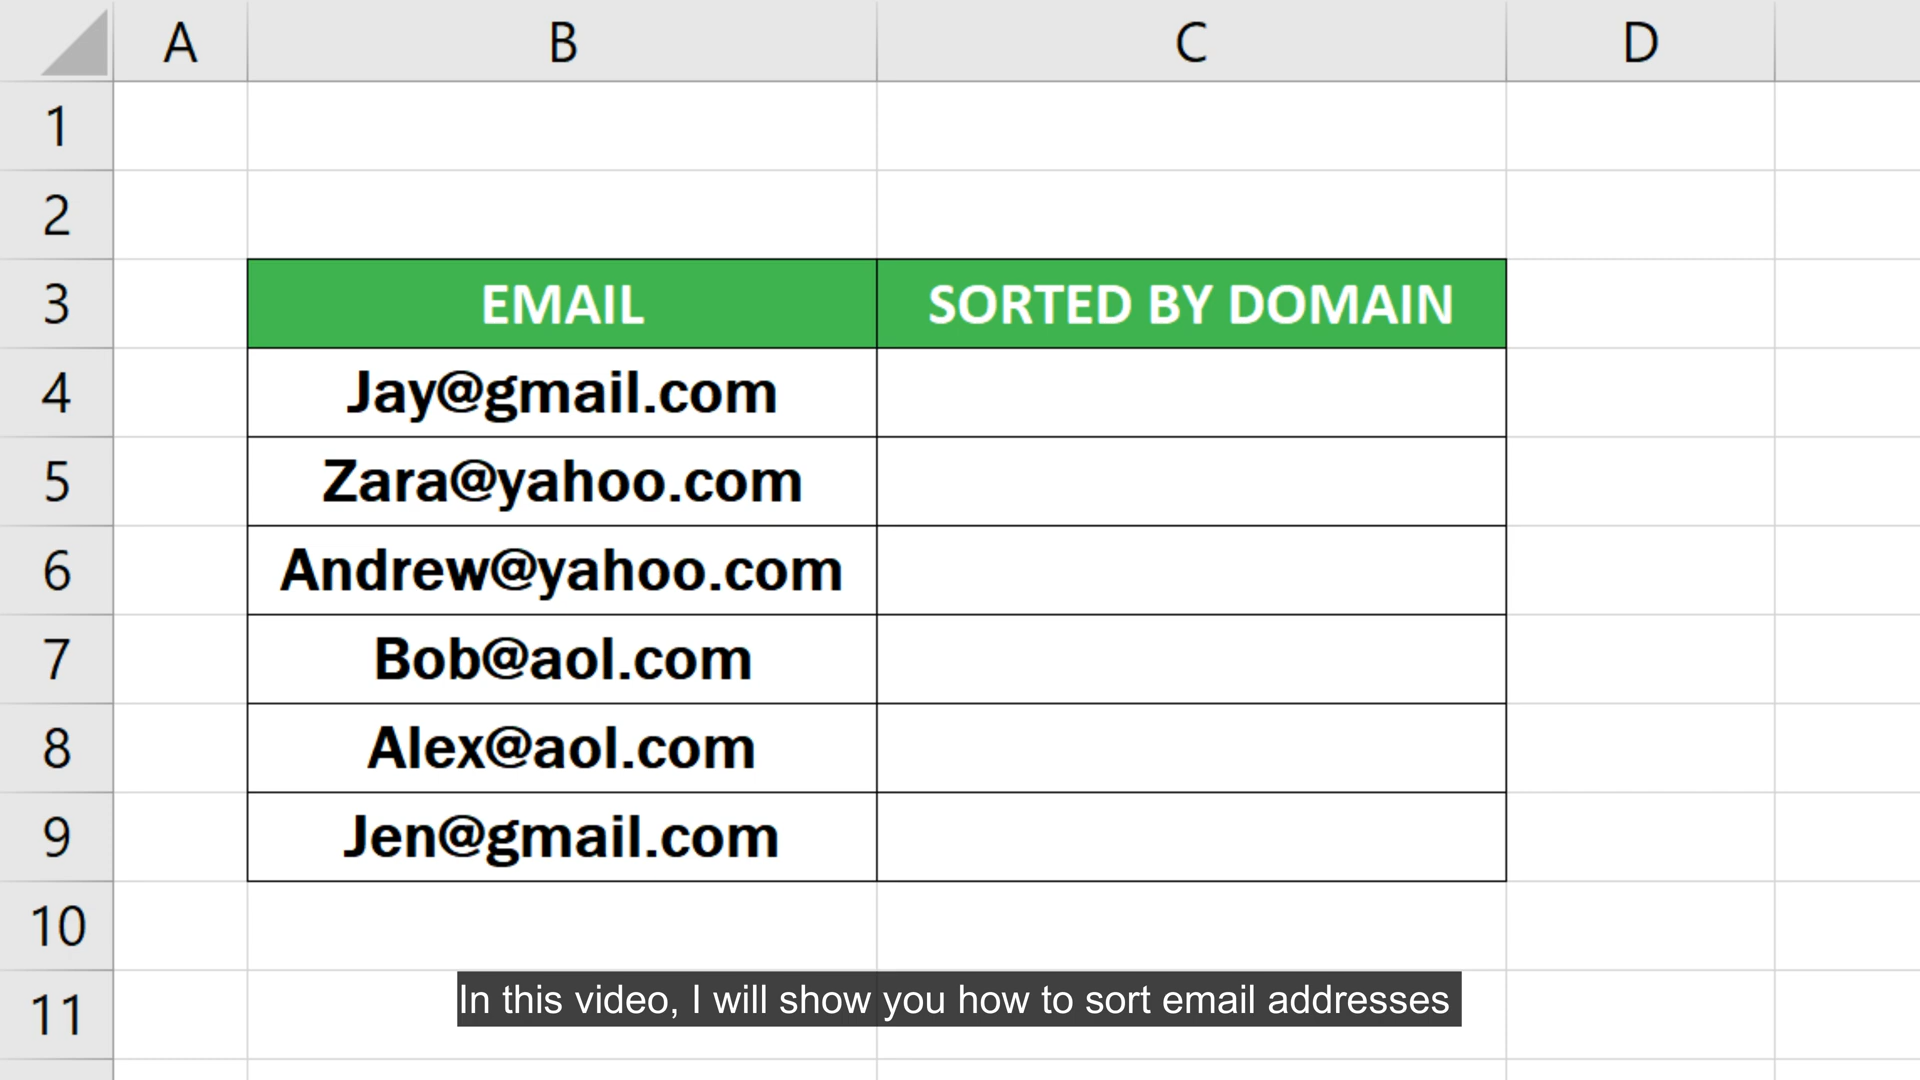 A B C D
1
2
3 EMAIL SORTED BY DOMAIN
4 Jay@gmail.com
5 Zara@yahoo.com
6 Andrew@yahoo.com
7 Bob@aol.com
8 Alex@aol.com
9 Jen@gmail.com
10
11
In this video, I will show you how to sort email addresses